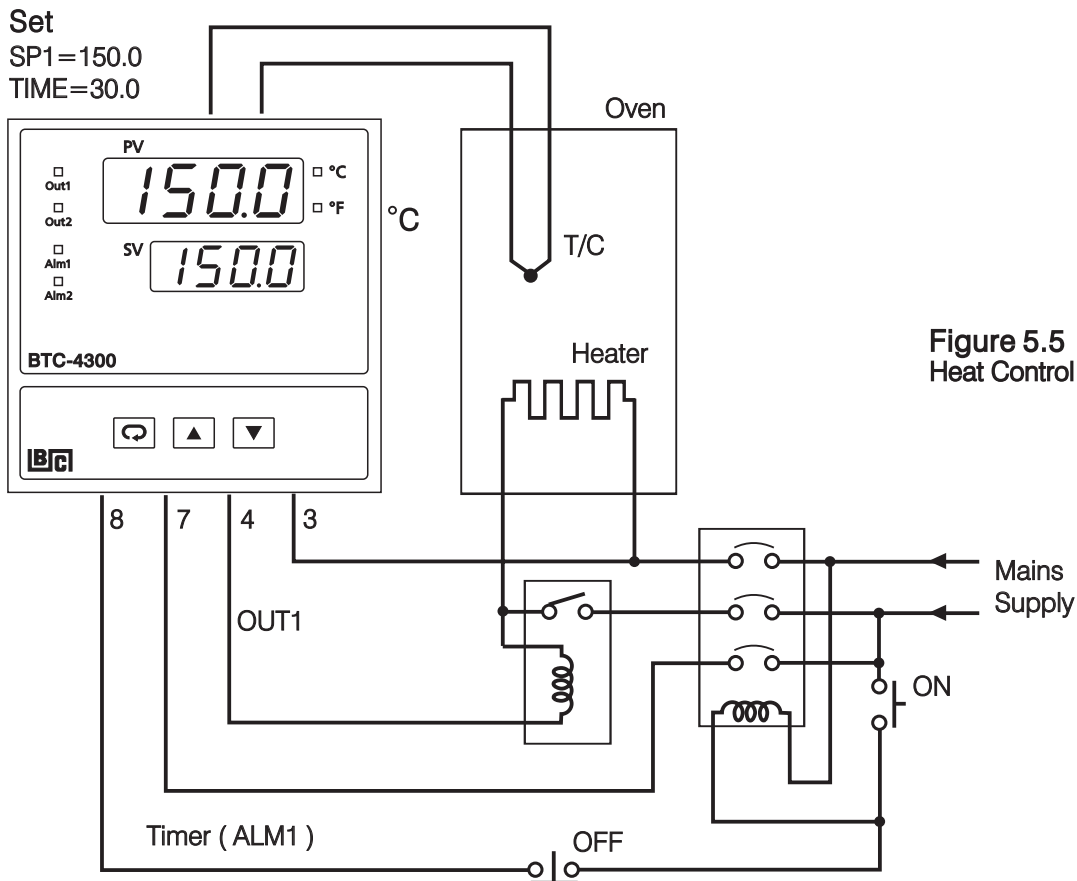 Set
SP1=150.0
TIME=30.0
Oven
PV
150.0
°C
°F
Out1
Out2
°C
SV
150.0
Alm1
Alm2
T/C
BTC-4300
Heater
Figure 5.5
Heat Control
BC
8 7 4 3
Mains
Supply
OUT1
ON
Timer ( ALM1 )
OFF